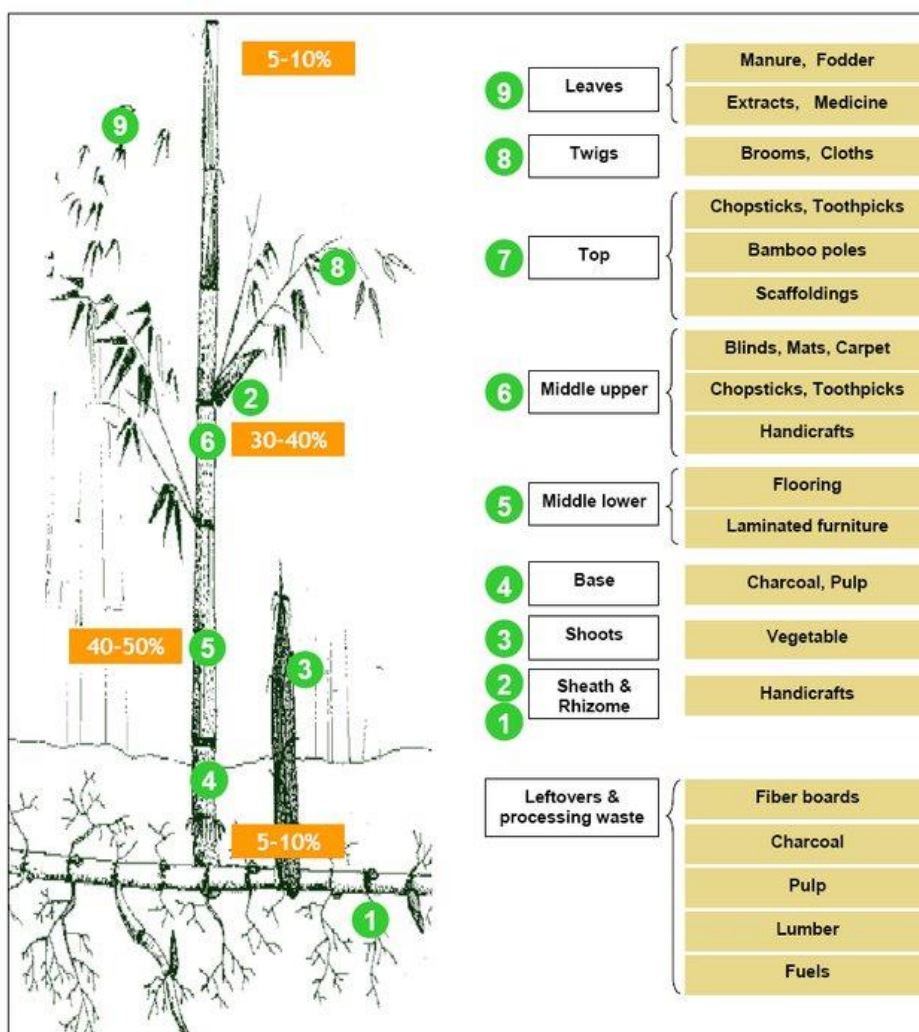 5-10%
9
8
2
6
30-40%
40-50%
5
3
4
5-10%
1
9
Leaves
Manure, Fodder
Extracts, Medicine
8
Twigs
Brooms, Cloths
7
Top
Chopsticks, Toothpicks
Bamboo poles
Scaffoldings
6
Middle upper
Blinds, Mats, Carpet
Chopsticks, Toothpicks
Handicrafts
5
Middle lower
Flooring
Laminated furniture
4
Base
Charcoal, Pulp
3
Shoots
Vegetable
2
1
Sheath &
Rhizome
Handicrafts
Leftovers &
processing waste
Fiber boards
Charcoal
Pulp
Lumber
Fuels